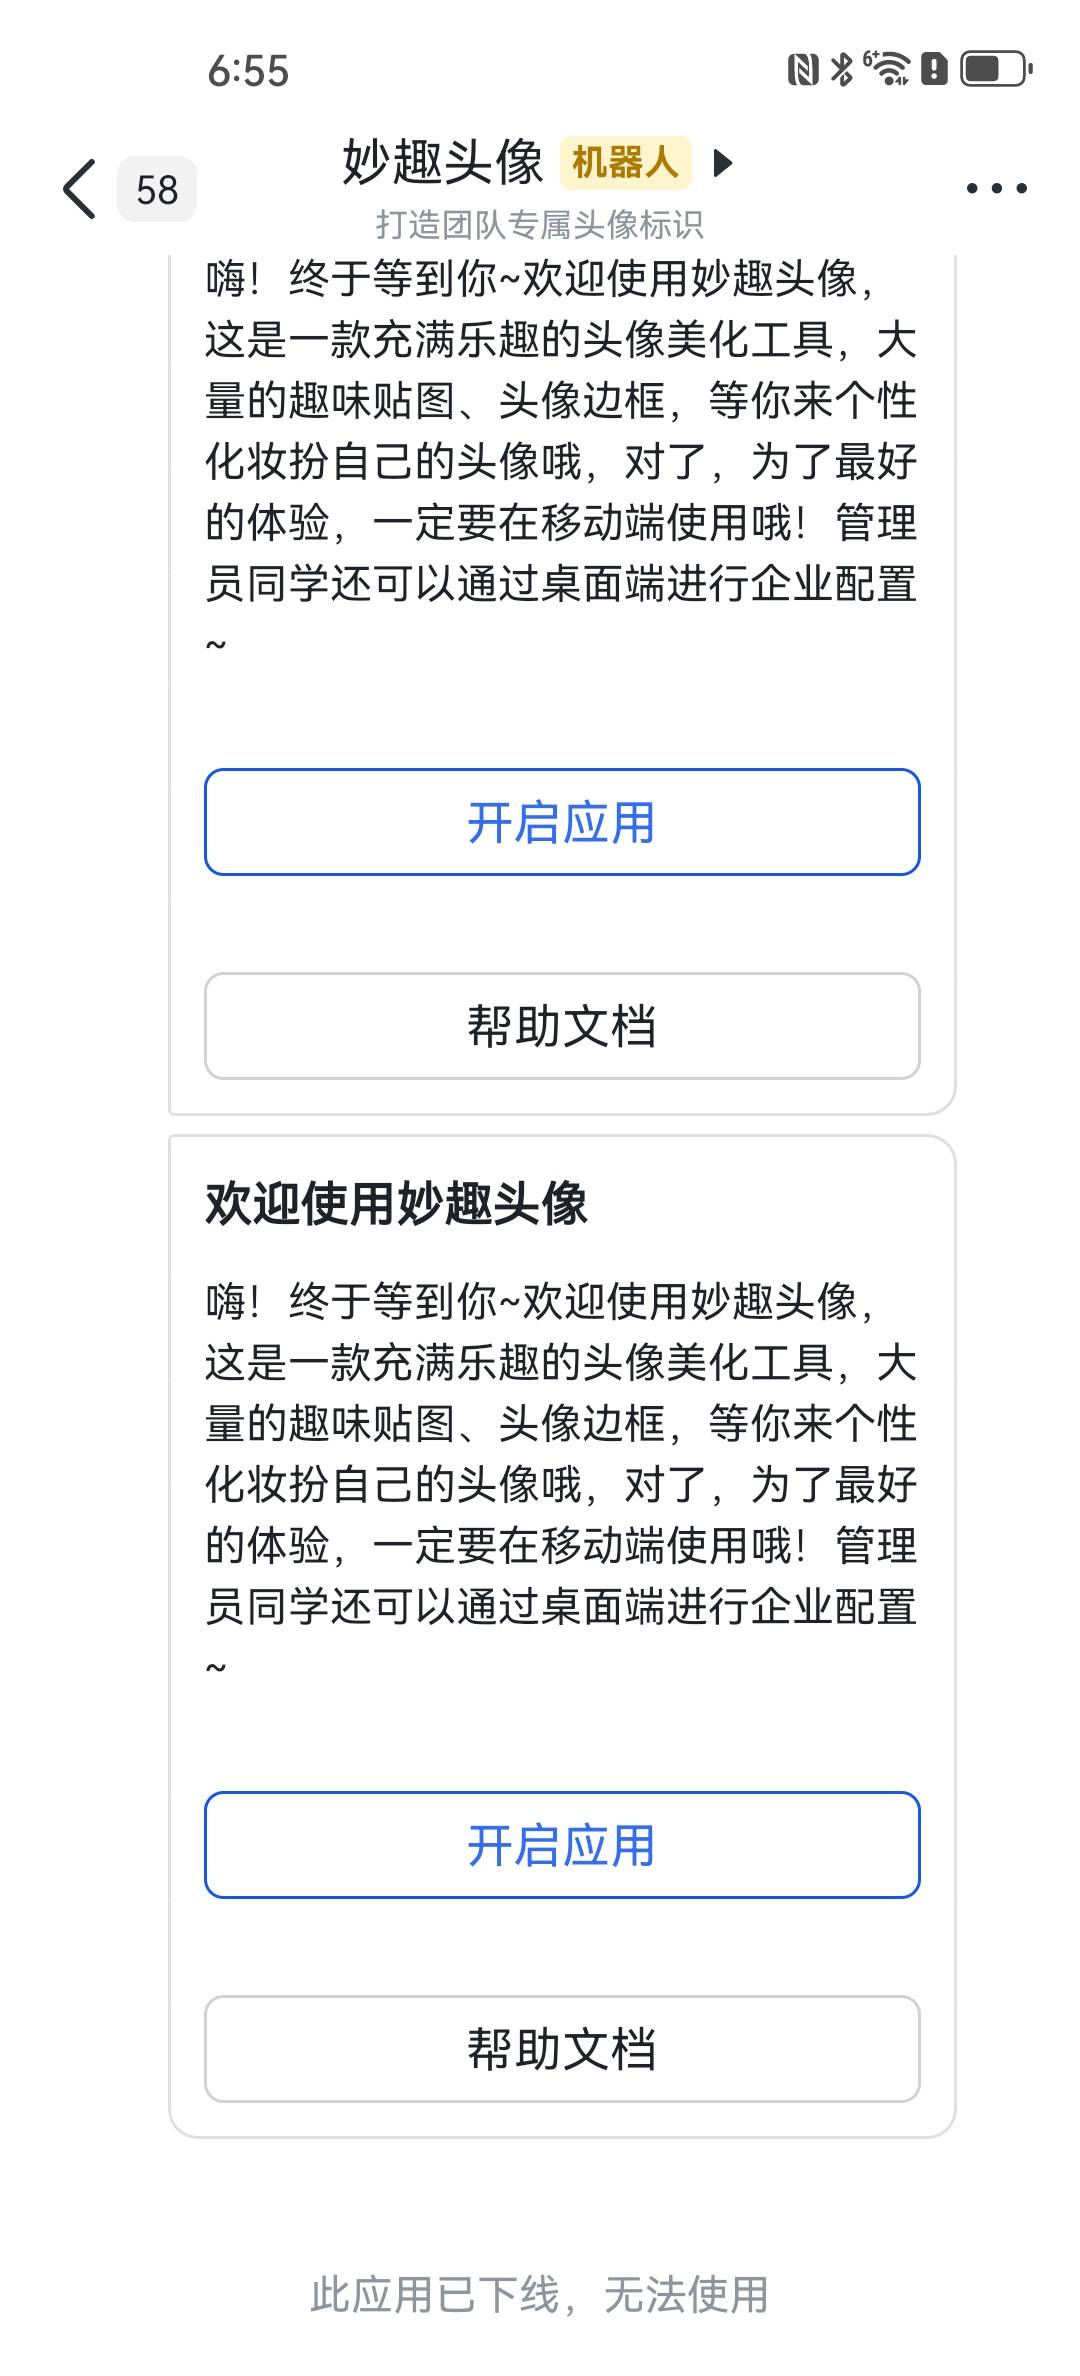 6:55
58
妙趣头像 机器人
打造团队专属头像标识
嗨！终于等到你~欢迎使用妙趣头像，
这是一款充满乐趣的头像美化工具，大
量的趣味贴图、头像边框，等你来个性
化妆扮自己的头像哦，对了，为了最好
的体验，一定要在移动端使用哦！管理
员同学还可以通过桌面端进行企业配置
~
开启应用
帮助文档
欢迎使用妙趣头像
嗨！终于等到你~欢迎使用妙趣头像，
这是一款充满乐趣的头像美化工具，大
量的趣味贴图、头像边框，等你来个性
化妆扮自己的头像哦，对了，为了最好
的体验，一定要在移动端使用哦！管理
员同学还可以通过桌面端进行企业配置
~
开启应用
帮助文档
此应用已下线，无法使用